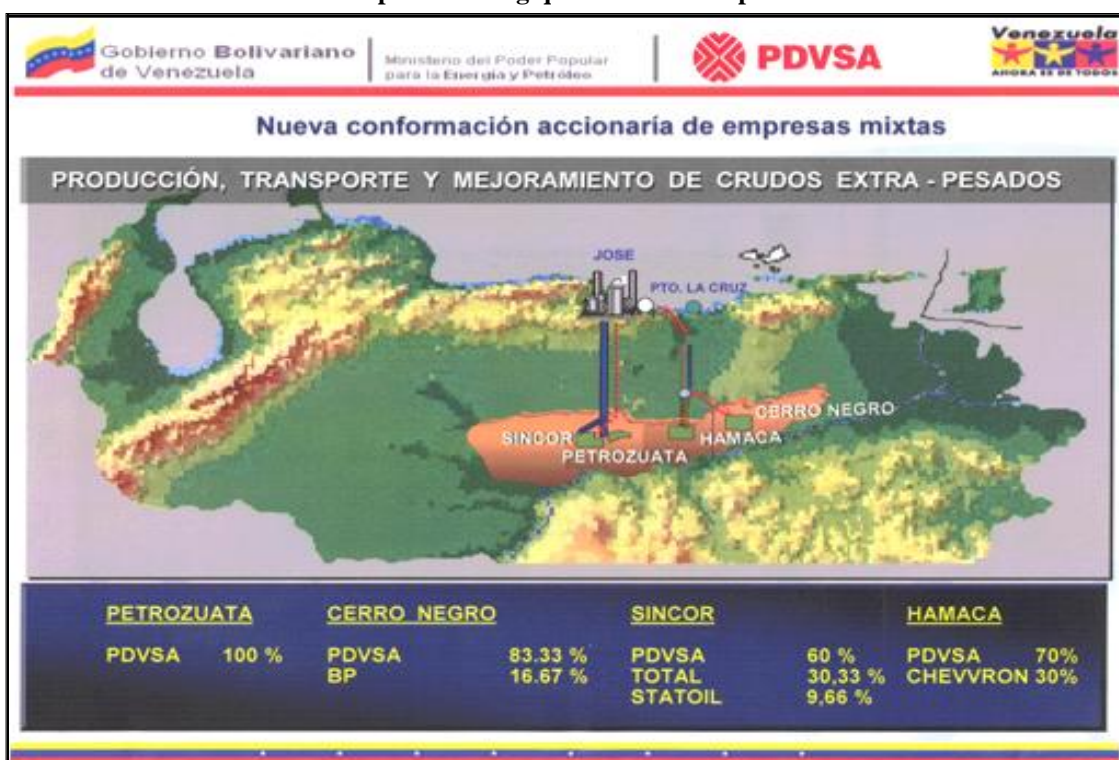 Gobierno Bolivariano
de Venezuela
Ministerio del Poder Popular
para la Energía y Petróleo
PDVSA
Venezuela
AHORA ES DE TODOS
Nueva conformación accionaria de empresas mixtas
PRODUCCIÓN, TRANSPORTE Y MEJORAMIENTO DE CRUDOS EXTRA - PESADOS
JOSE
PTO. LA CRUZ
CERRO NEGRO
SINCOR
HAMACA
PETROZUATA
PETROZUATA CERRO NEGRO SINCOR HAMACA
PDVSA 100 % PDVSA 83.33 % PDVSA 60 % PDVSA 70%
BP 16.67 % TOTAL 30,33 % CHEVVRON 30%
STATOIL 9,66 %